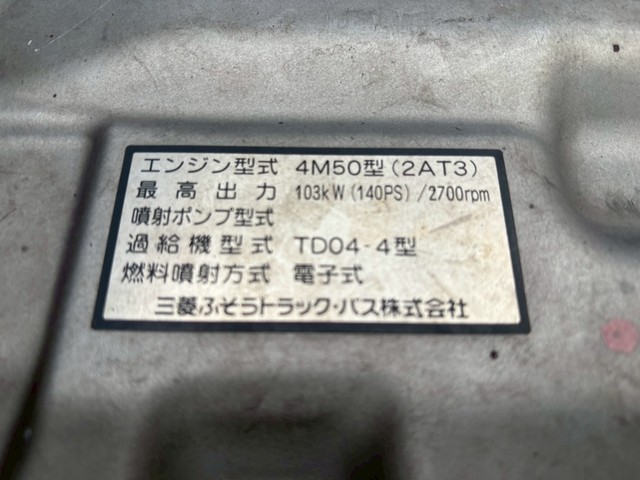 エンジン型式 4M50型(2AT3)
最高出力 103kW(140PS)/2700rpm
噴射ポンプ型式
過給機型式 TD04-4型
燃料噴射方式 電子式
三菱ふそうトラック・バス株式会社